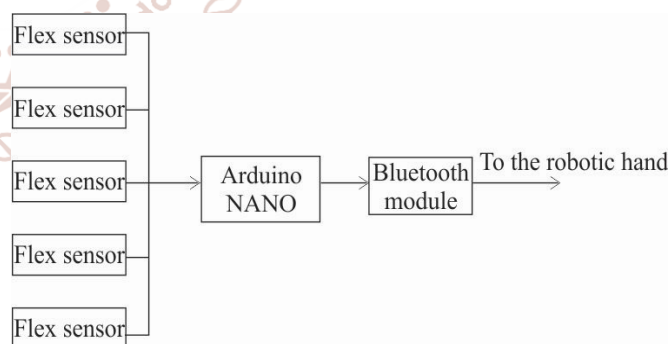 Flex sensor
Flex sensor
Flex sensor
Flex sensor
Flex sensor
Arduino
NANO
Bluetooth
module
To the robotic hand